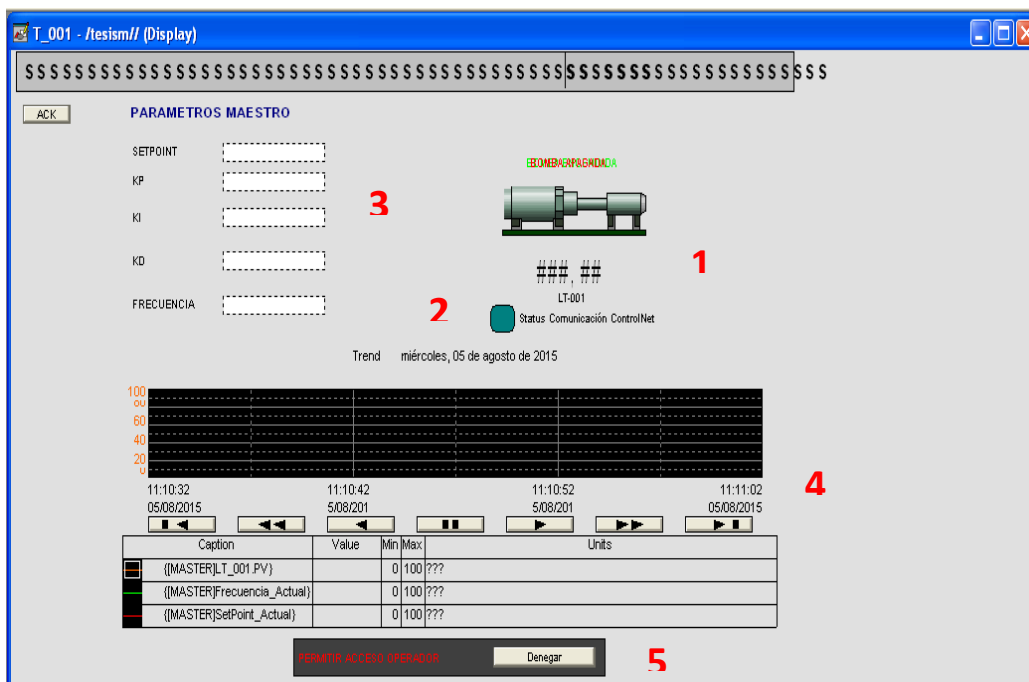 T_001 - /tesism// (Display)
SSSSSSSSSSSSSSSSSSSSSSSSSSSSSSSSSSSSSSSSSSSSSSSSSSSSSSSSSSSSSSSS
ACK
PARAMETROS MAESTRO
SETPOINT
KP
KI
KD
FRECUENCIA
3
BOMBA APAGADA
1
###.##
LT-001
2
Status Comunicación ControlNet
Trend miércoles, 05 de agosto de 2015
100
80
60
40
20
0
11:10:32 11:10:42 11:10:52 11:11:02
05/08/2015 5/08/201 5/08/201 05/08/2015
4
Caption Value Min Max Units
{[MASTER]LT_001.PV} 0 100 ???
{[MASTER]Frecuencia_Actual} 0 100 ???
{[MASTER]SetPoint_Actual} 0 100 ???
PERMITIR ACCESO OPERADOR Denegar
5